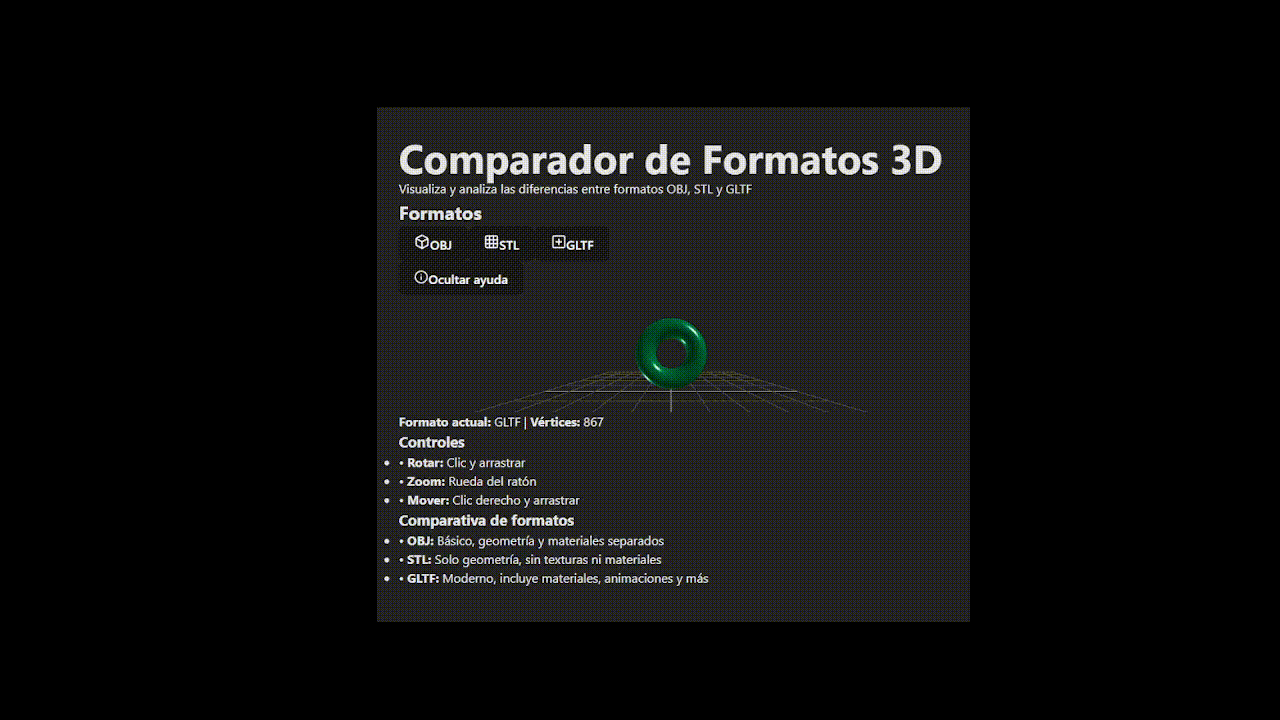 Comparador de Formatos 3D
Visualiza y analiza las diferencias entre formatos OBJ, STL y GLTF
Formatos
OBJ STL GLTF
Ocultar ayuda
Formato actual: GLTF | Vértices: 867
Controles
• • Rotar: Clic y arrastrar
• • Zoom: Rueda del ratón
• • Mover: Clic derecho y arrastrar
Comparativa de formatos
• • OBJ: Básico, geometría y materiales separados
• • STL: Solo geometría, sin texturas ni materiales
• • GLTF: Moderno, incluye materiales, animaciones y más